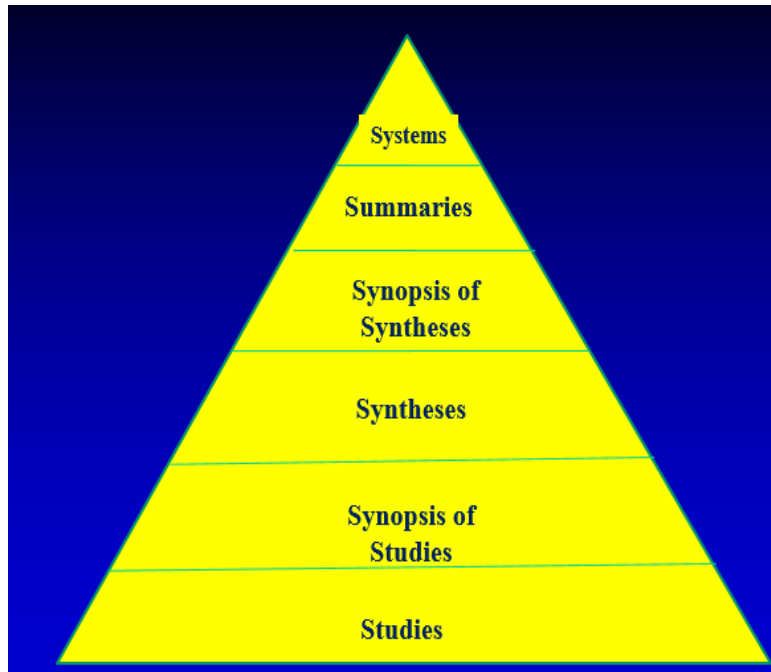 Systems
Summaries
Synopsis of
Syntheses
Syntheses
Synopsis of
Studies
Studies